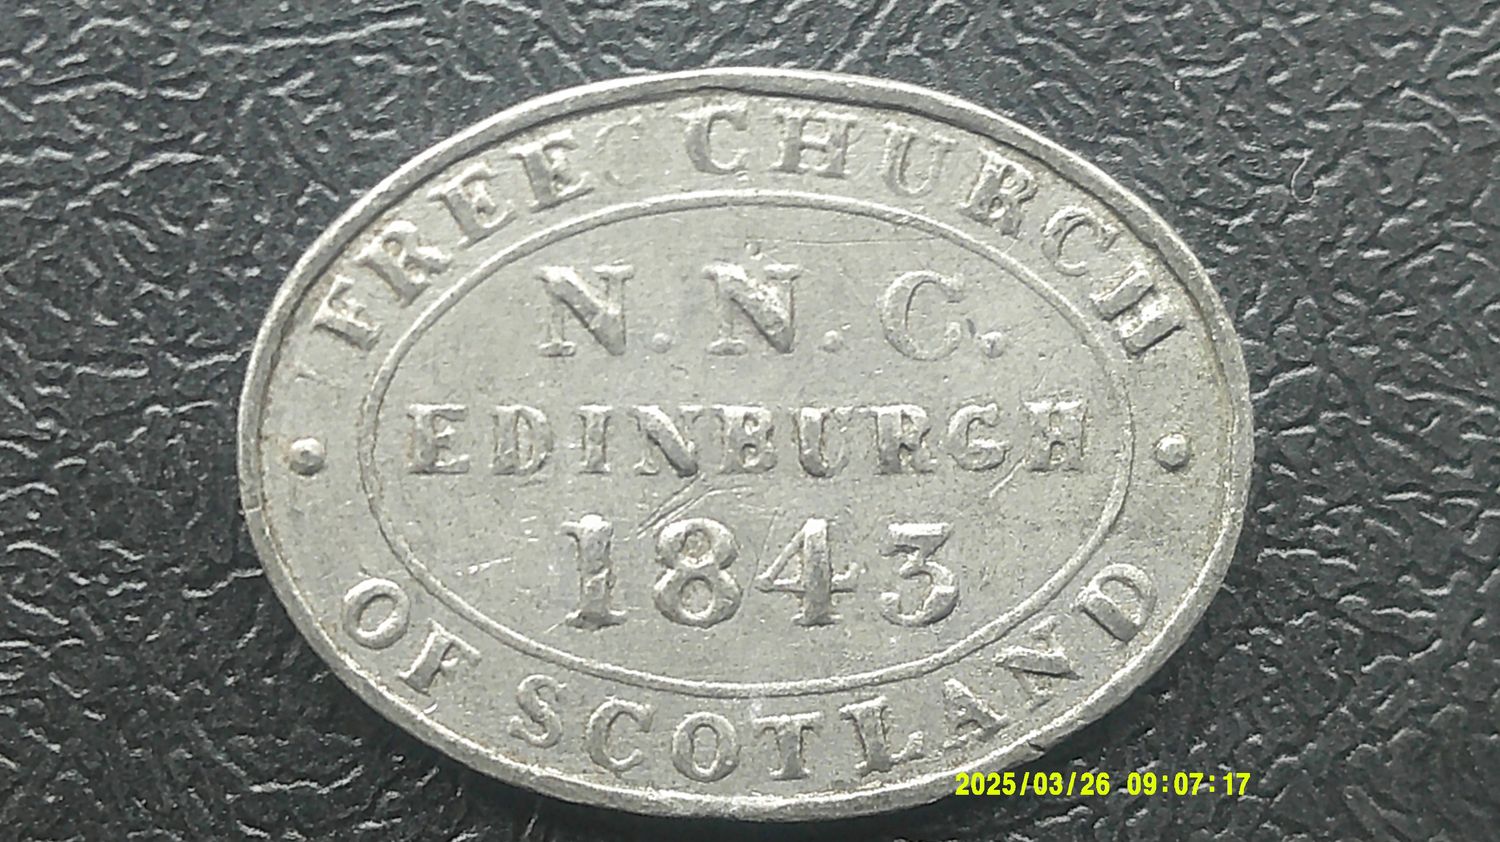 FREE CHURCH
N. N. C.
EDINBURGH
1843
OF SCOTLAND
2025/03/26 09:07:17